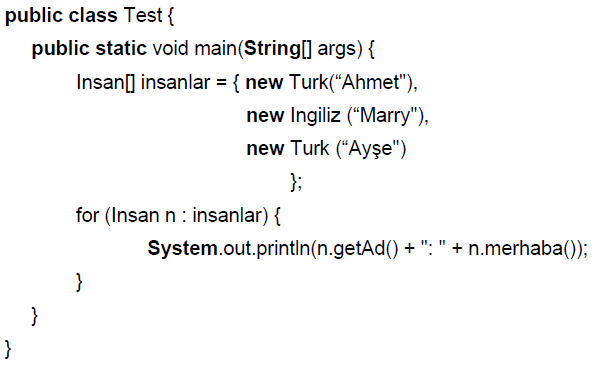 public class Test {
public static void main(String[] args) {
Insan[] insanlar = { new Turk(“Ahmet"),
new Ingiliz (“Marry"),
new Turk (“Ayşe")
};
for (Insan n : insanlar) {
System.out.println(n.getAd() + ": " + n.merhaba());
}
}
}